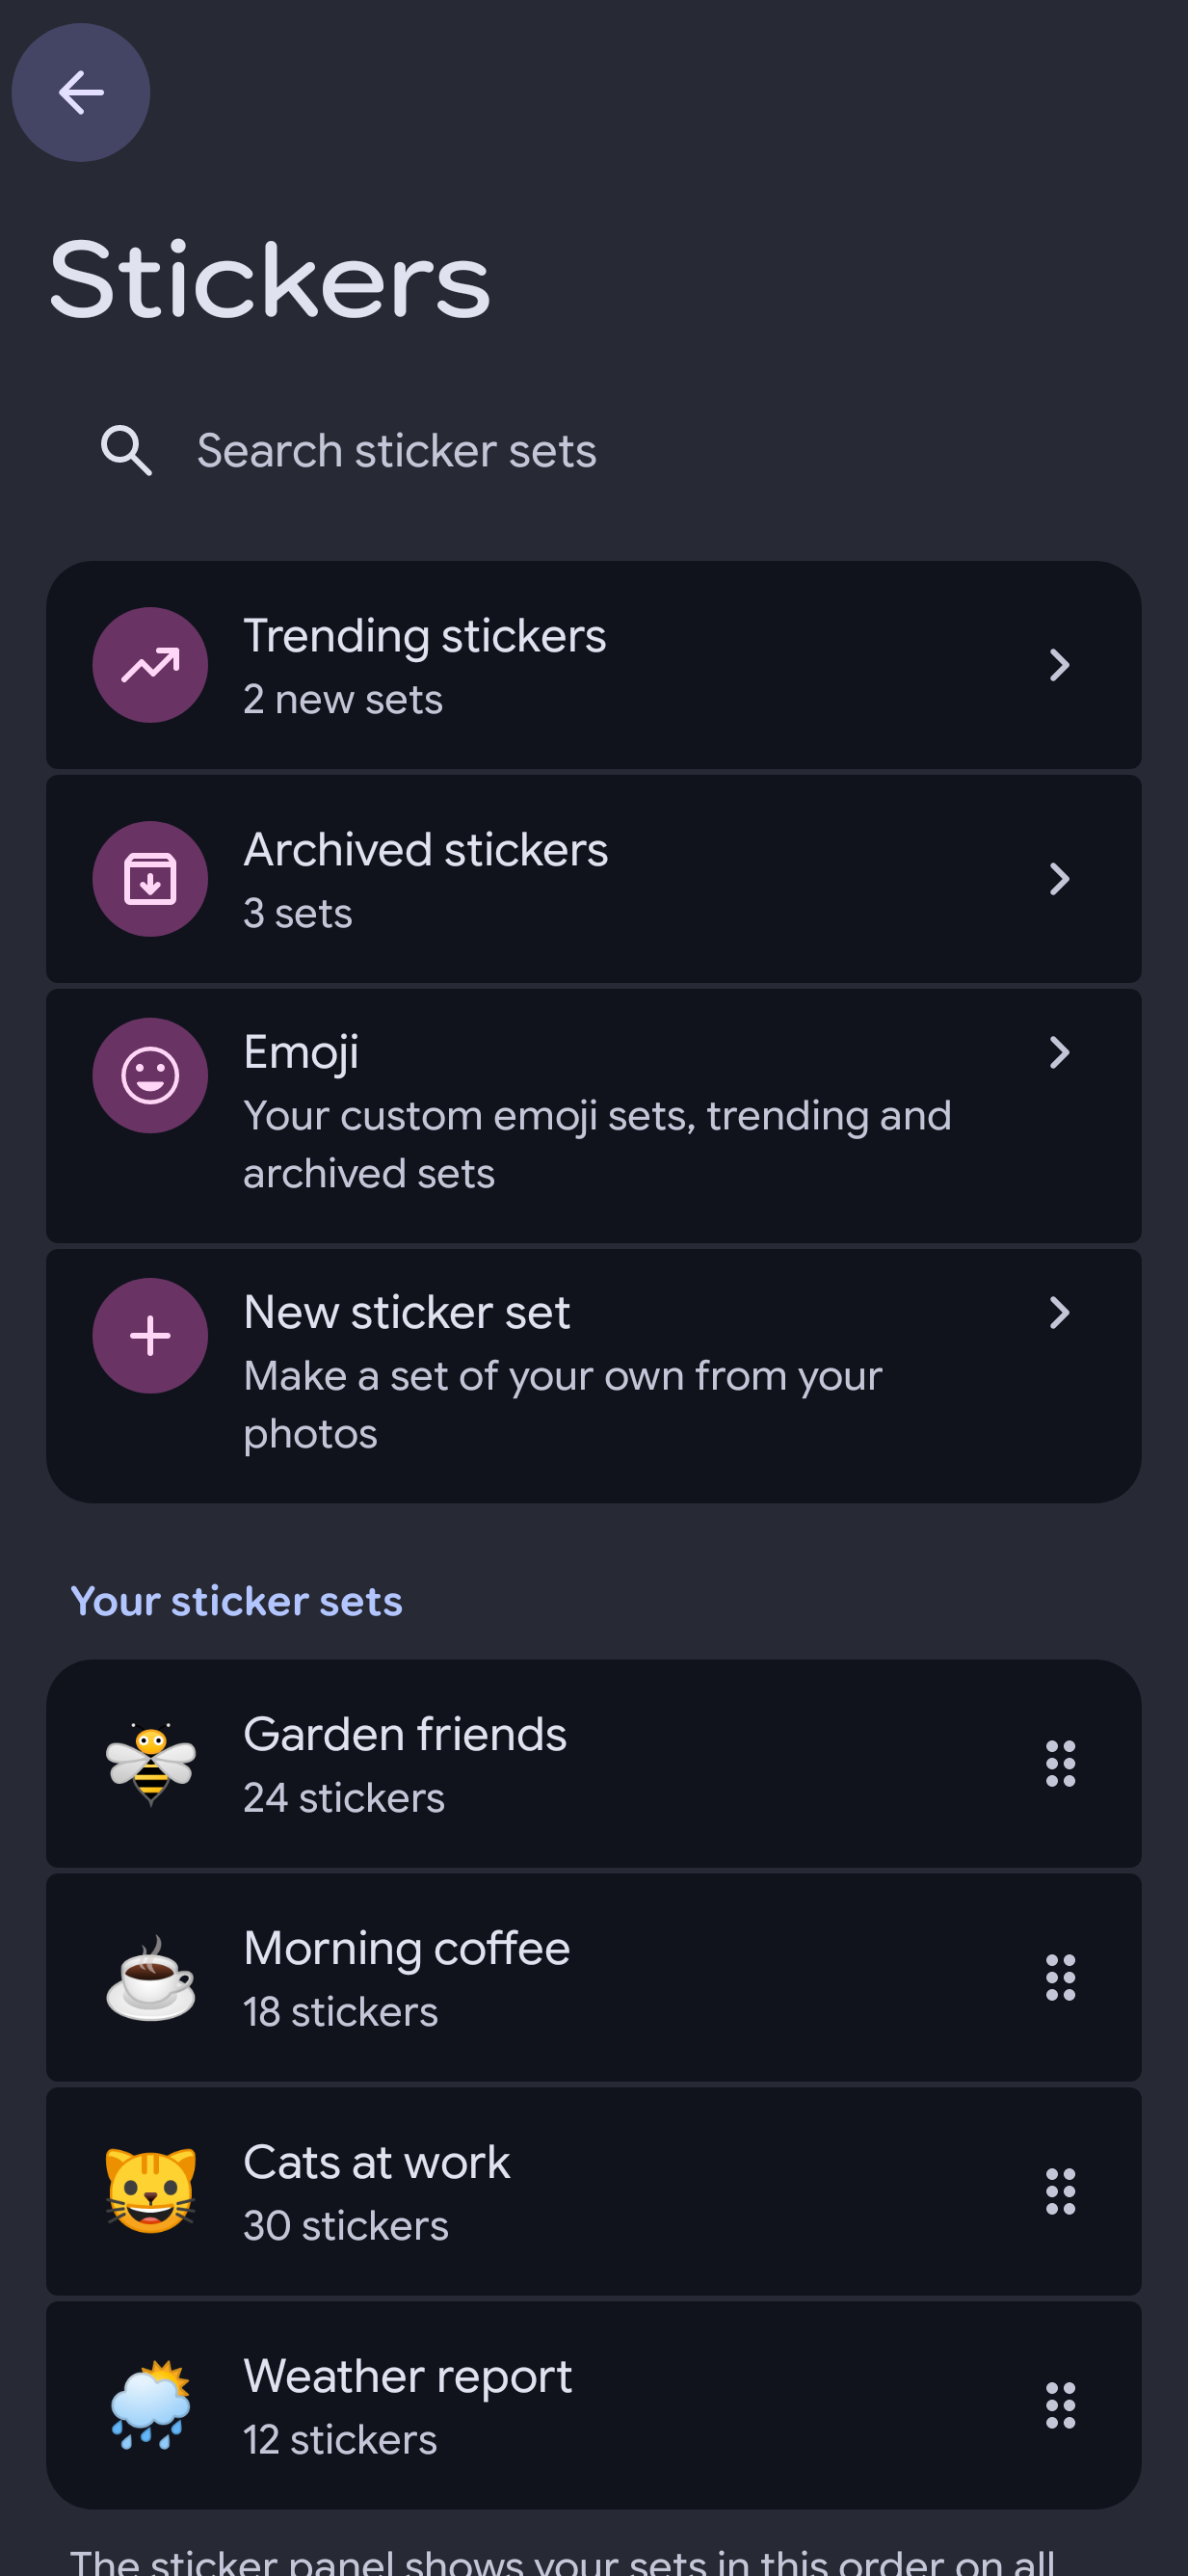 Stickers
Search sticker sets
Trending stickers
2 new sets
Archived stickers
3 sets
Emoji
Your custom emoji sets, trending and
archived sets
New sticker set
Make a set of your own from your
photos
Your sticker sets
Garden friends
24 stickers
Morning coffee
18 stickers
Cats at work
30 stickers
Weather report
12 stickers
The sticker panel shows your sets in this order on all